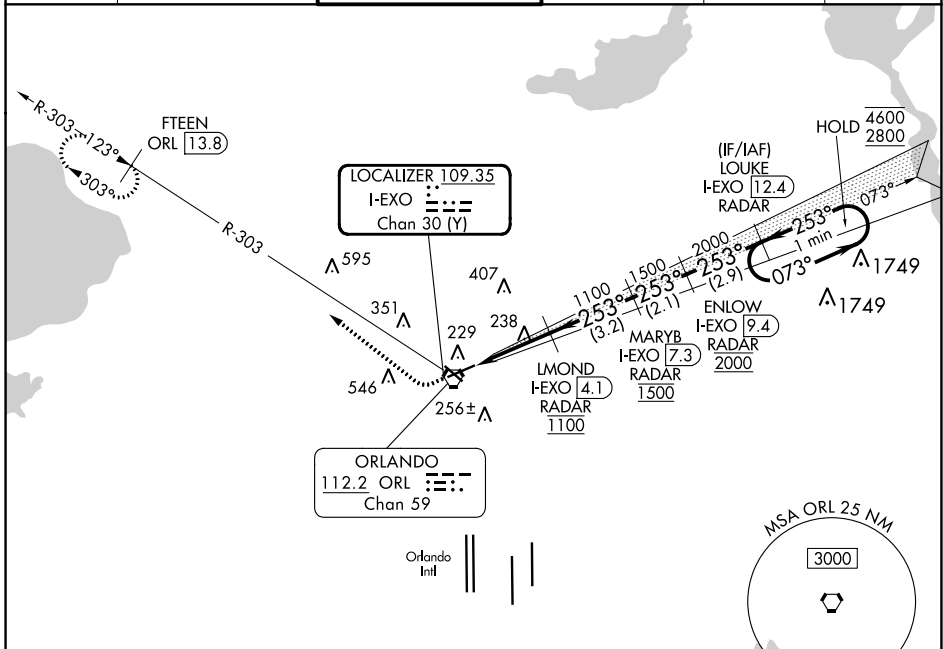 R-303
123°
303°
FTEEN
ORL 13.8
R-303
LOCALIZER 109.35
I-EXO
Chan 30 (Y)
HOLD
4600
2800
(IF/IAF)
LOUKE
I-EXO 12.4
RADAR
073°
253°
1 min
073°
1749
1749
2000
253°
(2.9)
1500
253°
(2.1)
1100
253°
(3.2)
ENLOW
I-EXO 9.4
RADAR
2000
MARYB
I-EXO 7.3
RADAR
1500
LMOND
I-EXO 4.1
RADAR
1100
595
407
351
238
229
546
256±
ORLANDO
112.2 ORL
Chan 59
Orlando
Intl
MSA ORL 25 NM
3000